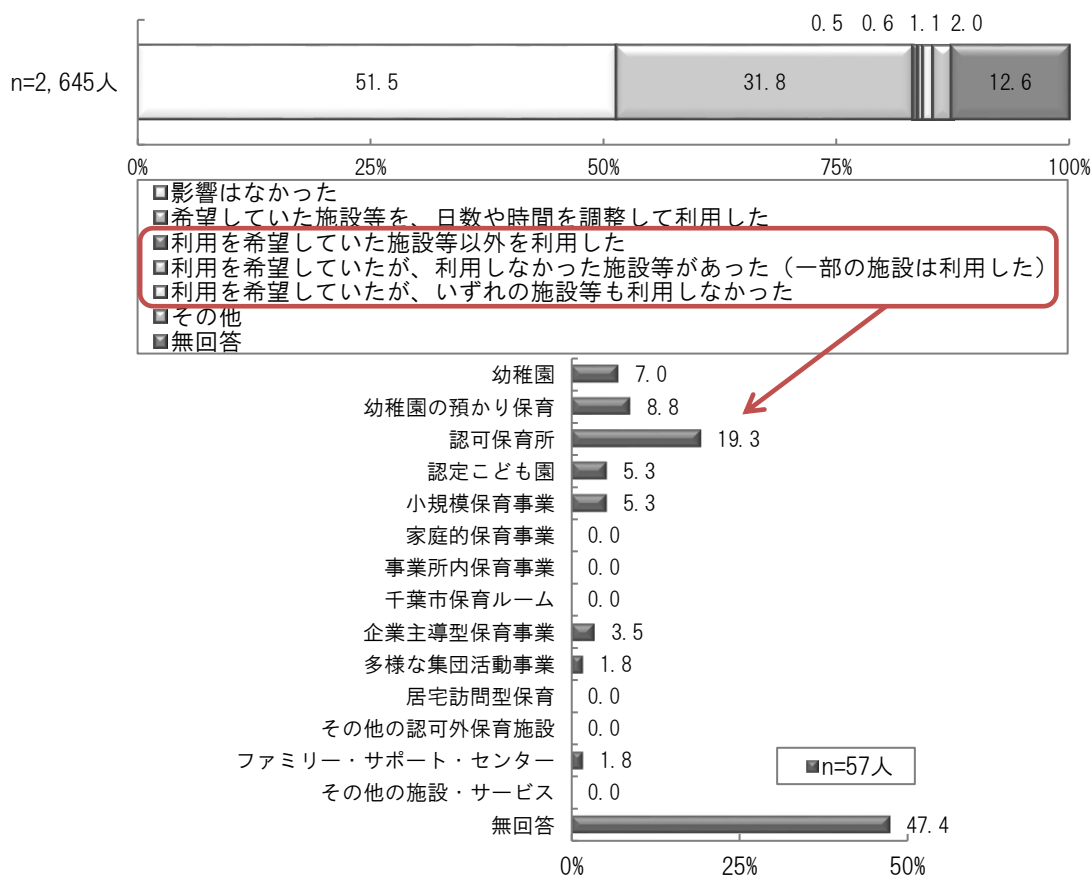 0.5 0.6 1.1 2.0
n=2,645人
51.5 31.8 12.6
0% 25% 50% 75% 100%
影響はなかった
希望していた施設等を、日数や時間を調整して利用した
利用を希望していた施設等以外を利用した
利用を希望していたが、利用しなかった施設等があった（一部の施設は利用した）
利用を希望していたが、いずれの施設等も利用しなかった
その他
無回答
幼稚園 7.0
幼稚園の預かり保育 8.8
認可保育所 19.3
認定こども園 5.3
小規模保育事業 5.3
家庭的保育事業 0.0
事業所内保育事業 0.0
千葉市保育ルーム 0.0
企業主導型保育事業 3.5
多様な集団活動事業 1.8
居宅訪問型保育 0.0
その他の認可外保育施設 0.0
ファミリー・サポート・センター 1.8
n=57人
その他の施設・サービス 0.0
無回答 47.4
0% 25% 50%